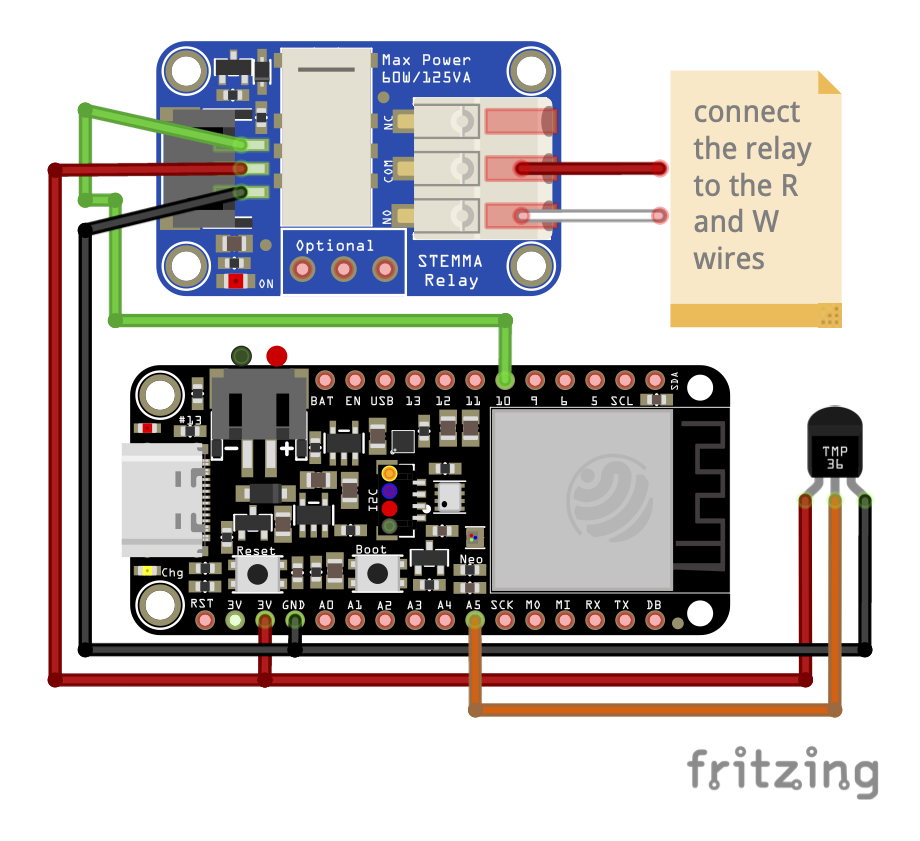 Max Power
60W/125VA
NC
COM
NO
Optional
STEMMA
Relay
ON
connect
the relay
to the R
and W
wires
BAT EN USB 13 12 11 10 9 6 5 SCL SDA
#13
- +
I2C
Reset
Boot
Neo
Chg
RST 3V 3V GND A0 A1 A2 A3 A4 A5 SCK MO MI RX TX DB
TMP
36
fritzing